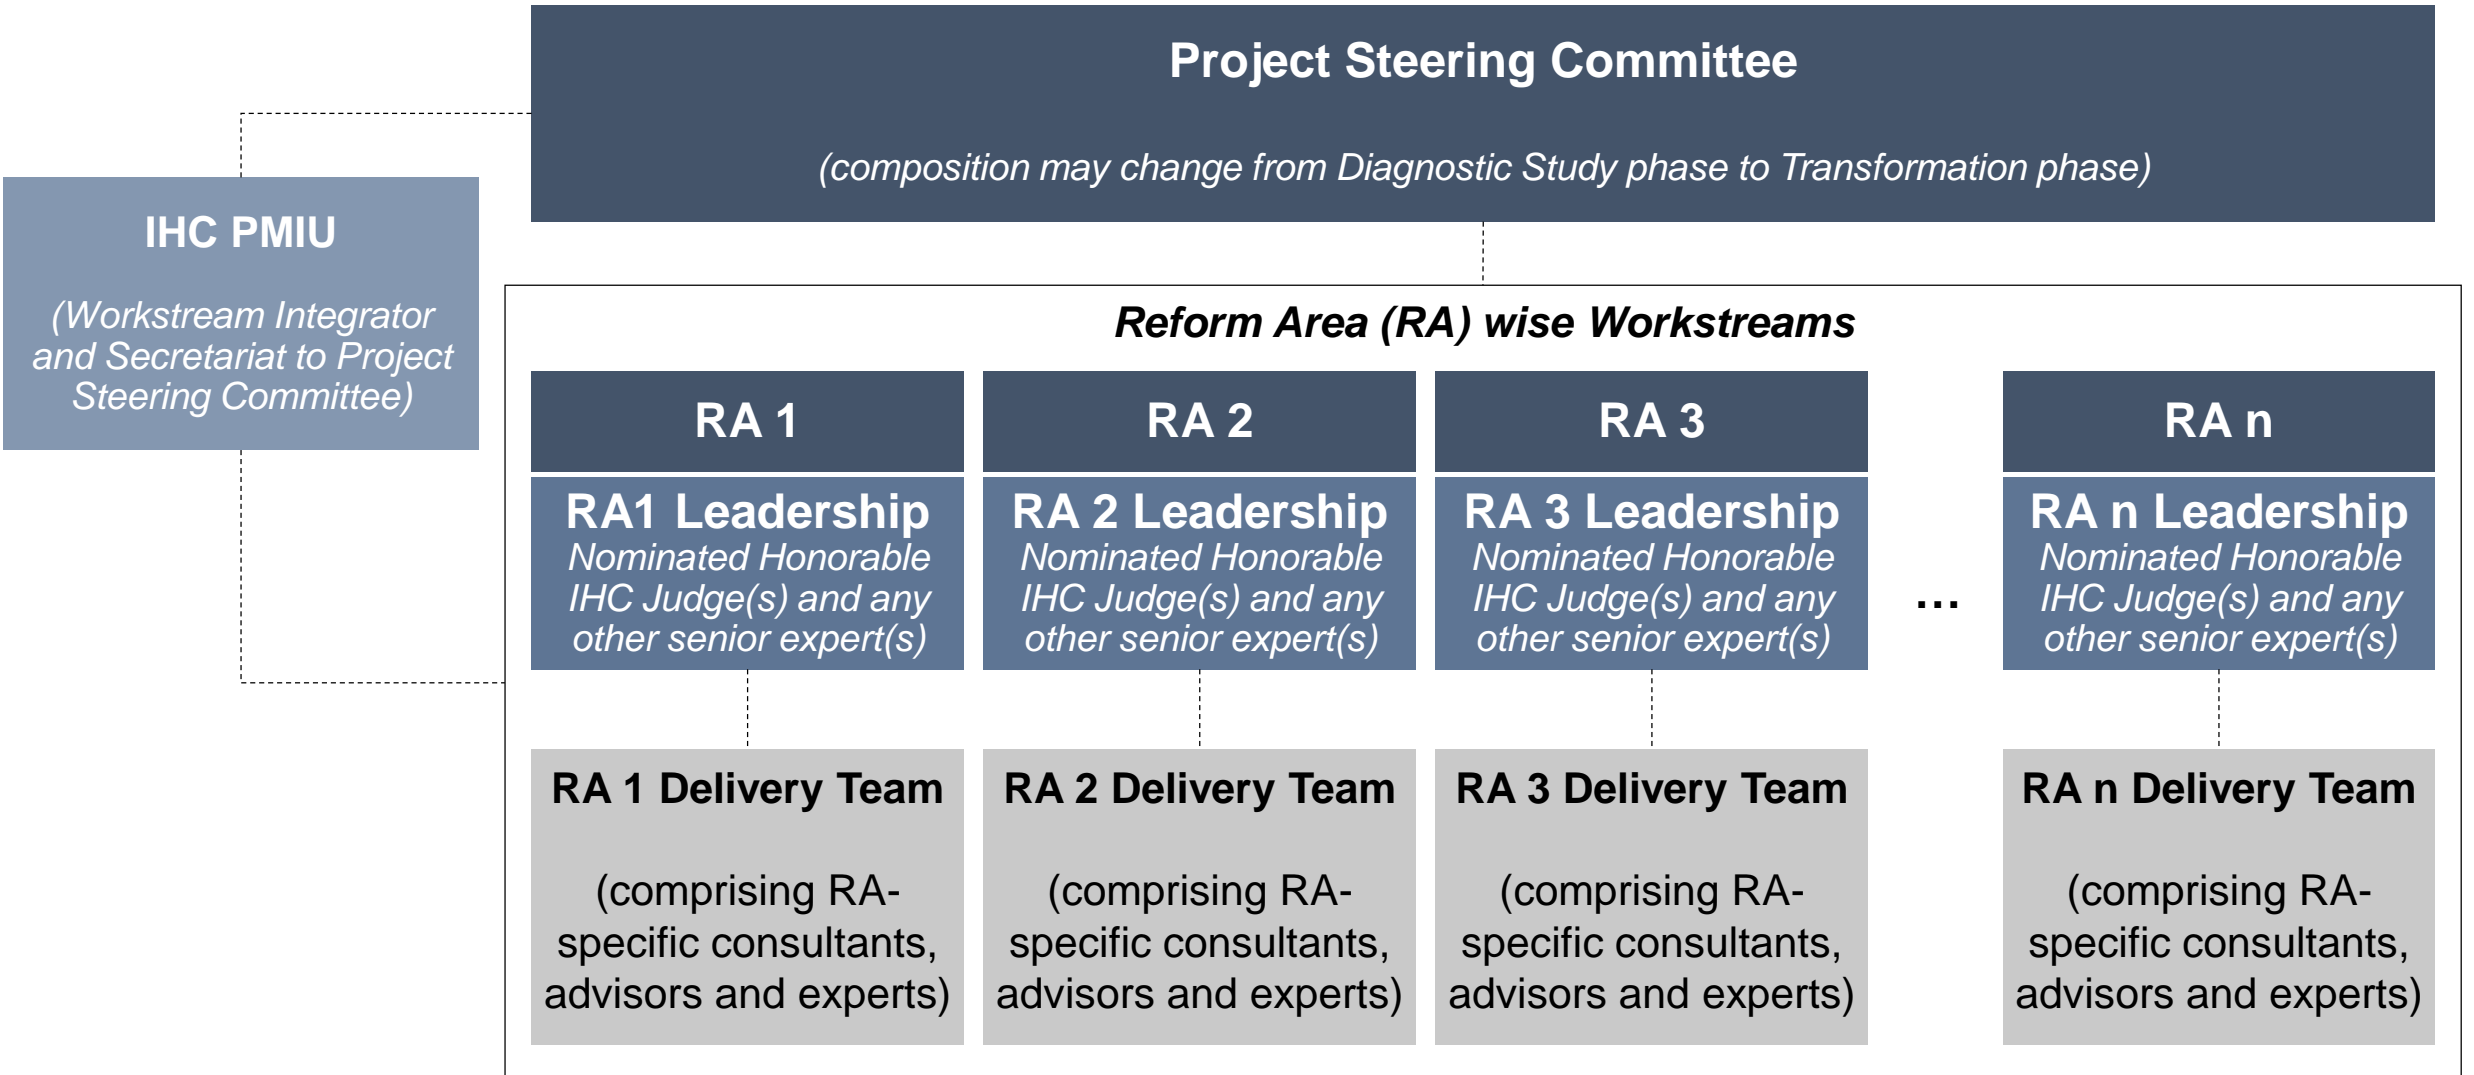 Project Steering Committee
(composition may change from Diagnostic Study phase to Transformation phase)
IHC PMIU
(Workstream Integrator
and Secretariat to Project
Steering Committee)
Reform Area (RA) wise Workstreams
RA 1
RA1 Leadership
Nominated Honorable
IHC Judge(s) and any
other senior expert(s)
RA 1 Delivery Team
(comprising RA-
specific consultants,
advisors and experts)
RA 2
RA 2 Leadership
Nominated Honorable
IHC Judge(s) and any
other senior expert(s)
RA 2 Delivery Team
(comprising RA-
specific consultants,
advisors and experts)
RA 3
RA 3 Leadership
Nominated Honorable
IHC Judge(s) and any
other senior expert(s)
RA 3 Delivery Team
(comprising RA-
specific consultants,
advisors and experts)
...
RA n
RA n Leadership
Nominated Honorable
IHC Judge(s) and any
other senior expert(s)
RA n Delivery Team
(comprising RA-
specific consultants,
advisors and experts)